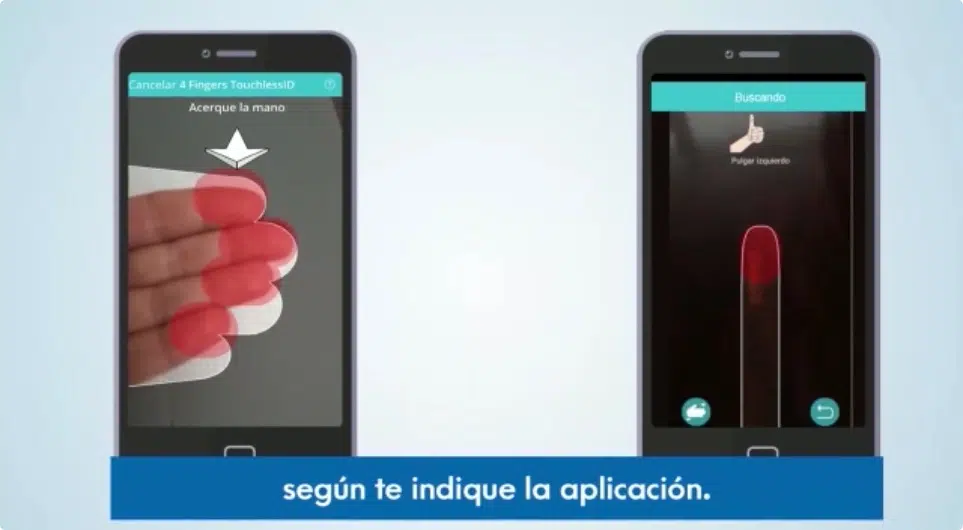 Cancelar 4 Fingers TouchlessID
Acerque la mano
Buscando
Pulgar izquierdo
según te indique la aplicación.